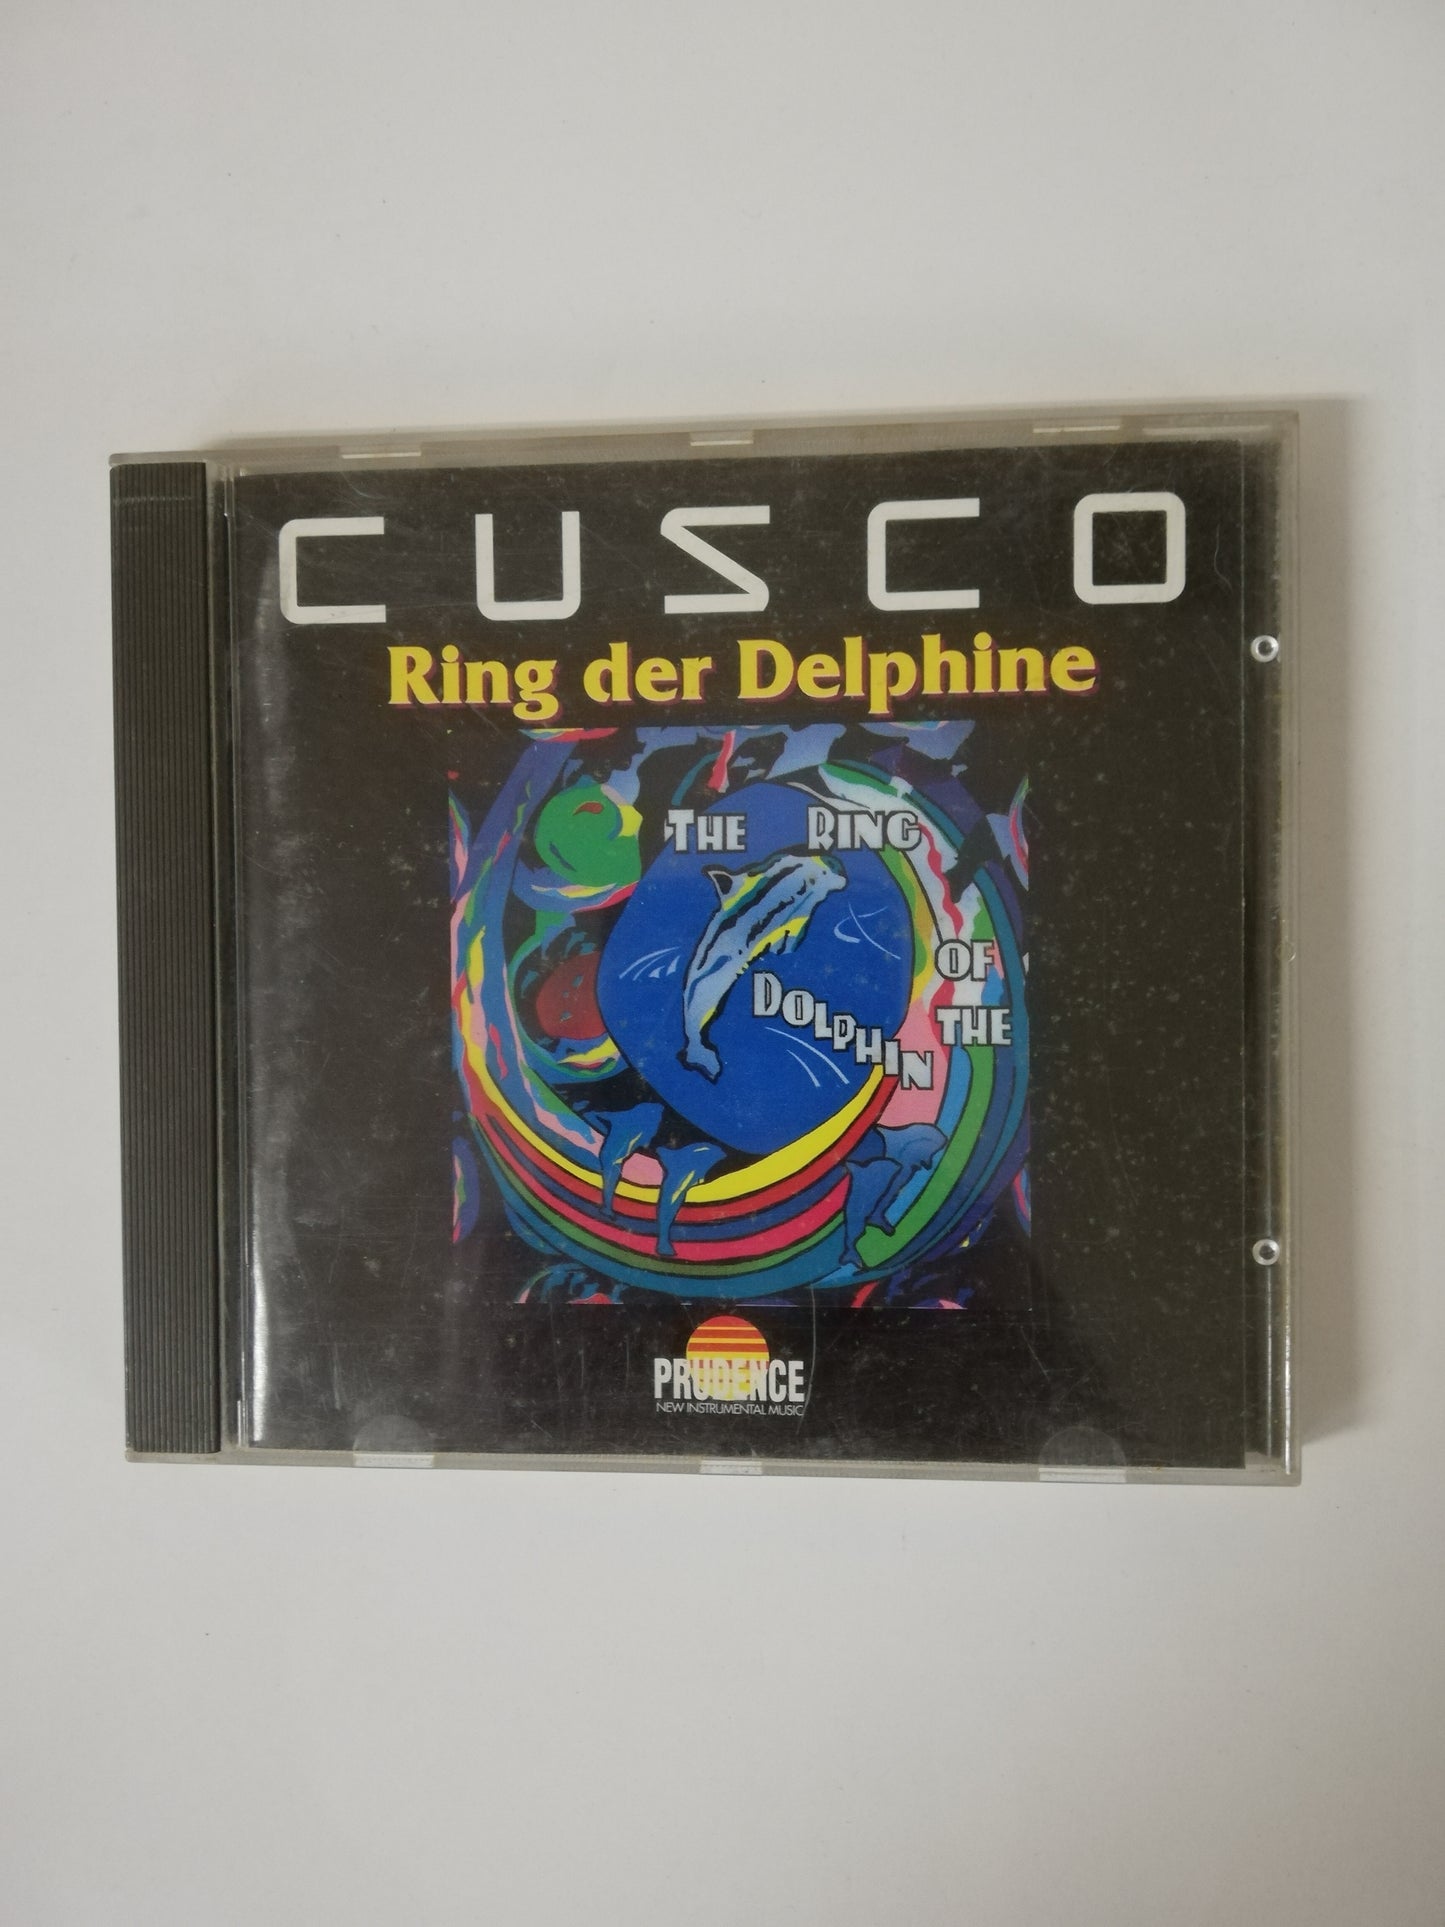 CUSCO
Ring der Delphine
THE RING
OF
THE
DOLPHIN
PRUDENCE
NEW INSTRUMENTAL MUSIC